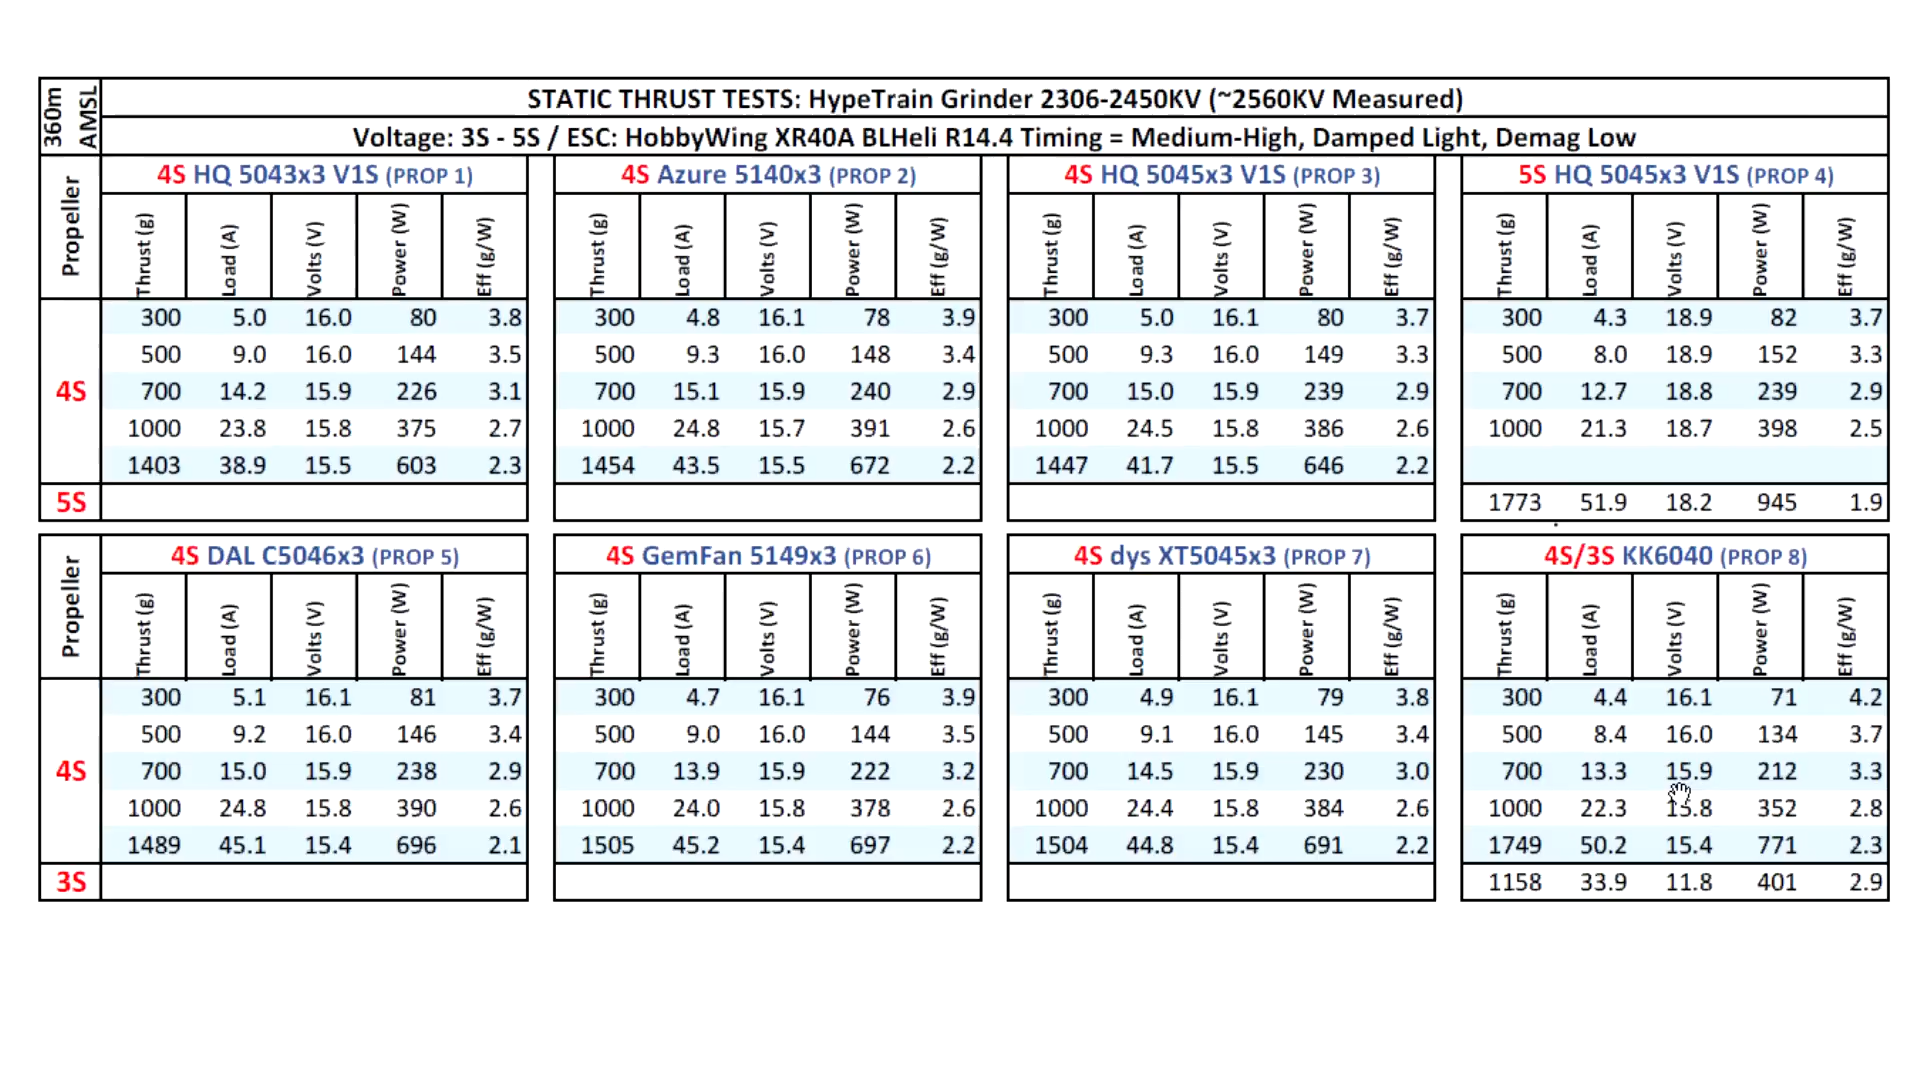 360m AMSL
STATIC THRUST TESTS: HypeTrain Grinder 2306-2450KV (~2560KV Measured)
Voltage: 3S - 5S / ESC: HobbyWing XR40A BLHeli R14.4 Timing = Medium-High, Damped Light, Demag Low
Propeller
4S HQ 5043x3 V1S (PROP 1) 4S Azure 5140x3 (PROP 2) 4S HQ 5045x3 V1S (PROP 3) 5S HQ 5045x3 V1S (PROP 4)
Thrust (g) Load (A) Volts (V) Power (W) Eff (g/W) Thrust (g) Load (A) Volts (V) Power (W) Eff (g/W) Thrust (g) Load (A) Volts (V) Power (W) Eff (g/W) Thrust (g) Load (A) Volts (V) Power (W) Eff (g/W)
300 5.0 16.0 80 3.8 300 4.8 16.1 78 3.9 300 5.0 16.1 80 3.7 300 4.3 18.9 82 3.7
500 9.0 16.0 144 3.5 500 9.3 16.0 148 3.4 500 9.3 16.0 149 3.3 500 8.0 18.9 152 3.3
4S 700 14.2 15.9 226 3.1 700 15.1 15.9 240 2.9 700 15.0 15.9 239 2.9 700 12.7 18.8 239 2.9
1000 23.8 15.8 375 2.7 1000 24.8 15.7 391 2.6 1000 24.5 15.8 386 2.6 1000 21.3 18.7 398 2.5
1403 38.9 15.5 603 2.3 1454 43.5 15.5 672 2.2 1447 41.7 15.5 646 2.2
5S 1773 51.9 18.2 945 1.9
Propeller
4S DAL C5046x3 (PROP 5) 4S GemFan 5149x3 (PROP 6) 4S dys XT5045x3 (PROP 7) 4S/3S KK6040 (PROP 8)
Thrust (g) Load (A) Volts (V) Power (W) Eff (g/W) Thrust (g) Load (A) Volts (V) Power (W) Eff (g/W) Thrust (g) Load (A) Volts (V) Power (W) Eff (g/W) Thrust (g) Load (A) Volts (V) Power (W) Eff (g/W)
300 5.1 16.1 81 3.7 300 4.7 16.1 76 3.9 300 4.9 16.1 79 3.8 300 4.4 16.1 71 4.2
500 9.2 16.0 146 3.4 500 9.0 16.0 144 3.5 500 9.1 16.0 145 3.4 500 8.4 16.0 134 3.7
4S 700 15.0 15.9 238 2.9 700 13.9 15.9 222 3.2 700 14.5 15.9 230 3.0 700 13.3 15.9 212 3.3
1000 24.8 15.8 390 2.6 1000 24.0 15.8 378 2.6 1000 24.4 15.8 384 2.6 1000 22.3 15.8 352 2.8
1489 45.1 15.4 696 2.1 1505 45.2 15.4 697 2.2 1504 44.8 15.4 691 2.2 1749 50.2 15.4 771 2.3
3S 1158 33.9 11.8 401 2.9